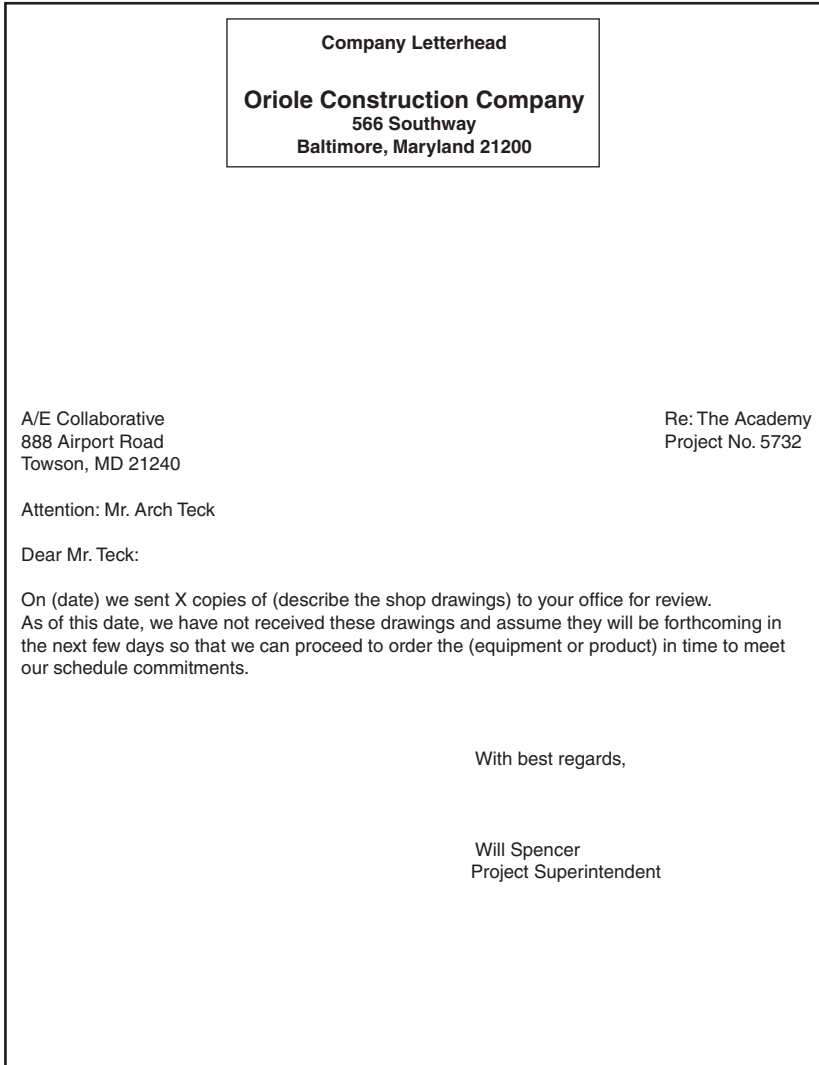 Company Letterhead
Oriole Construction Company
566 Southway
Baltimore, Maryland 21200
A/E Collaborative
888 Airport Road
Towson, MD 21240
Re: The Academy
Project No. 5732
Attention: Mr. Arch Teck
Dear Mr. Teck:
On (date) we sent X copies of (describe the shop drawings) to your office for review.
As of this date, we have not received these drawings and assume they will be forthcoming in
the next few days so that we can proceed to order the (equipment or product) in time to meet
our schedule commitments.
With best regards,
Will Spencer
Project Superintendent